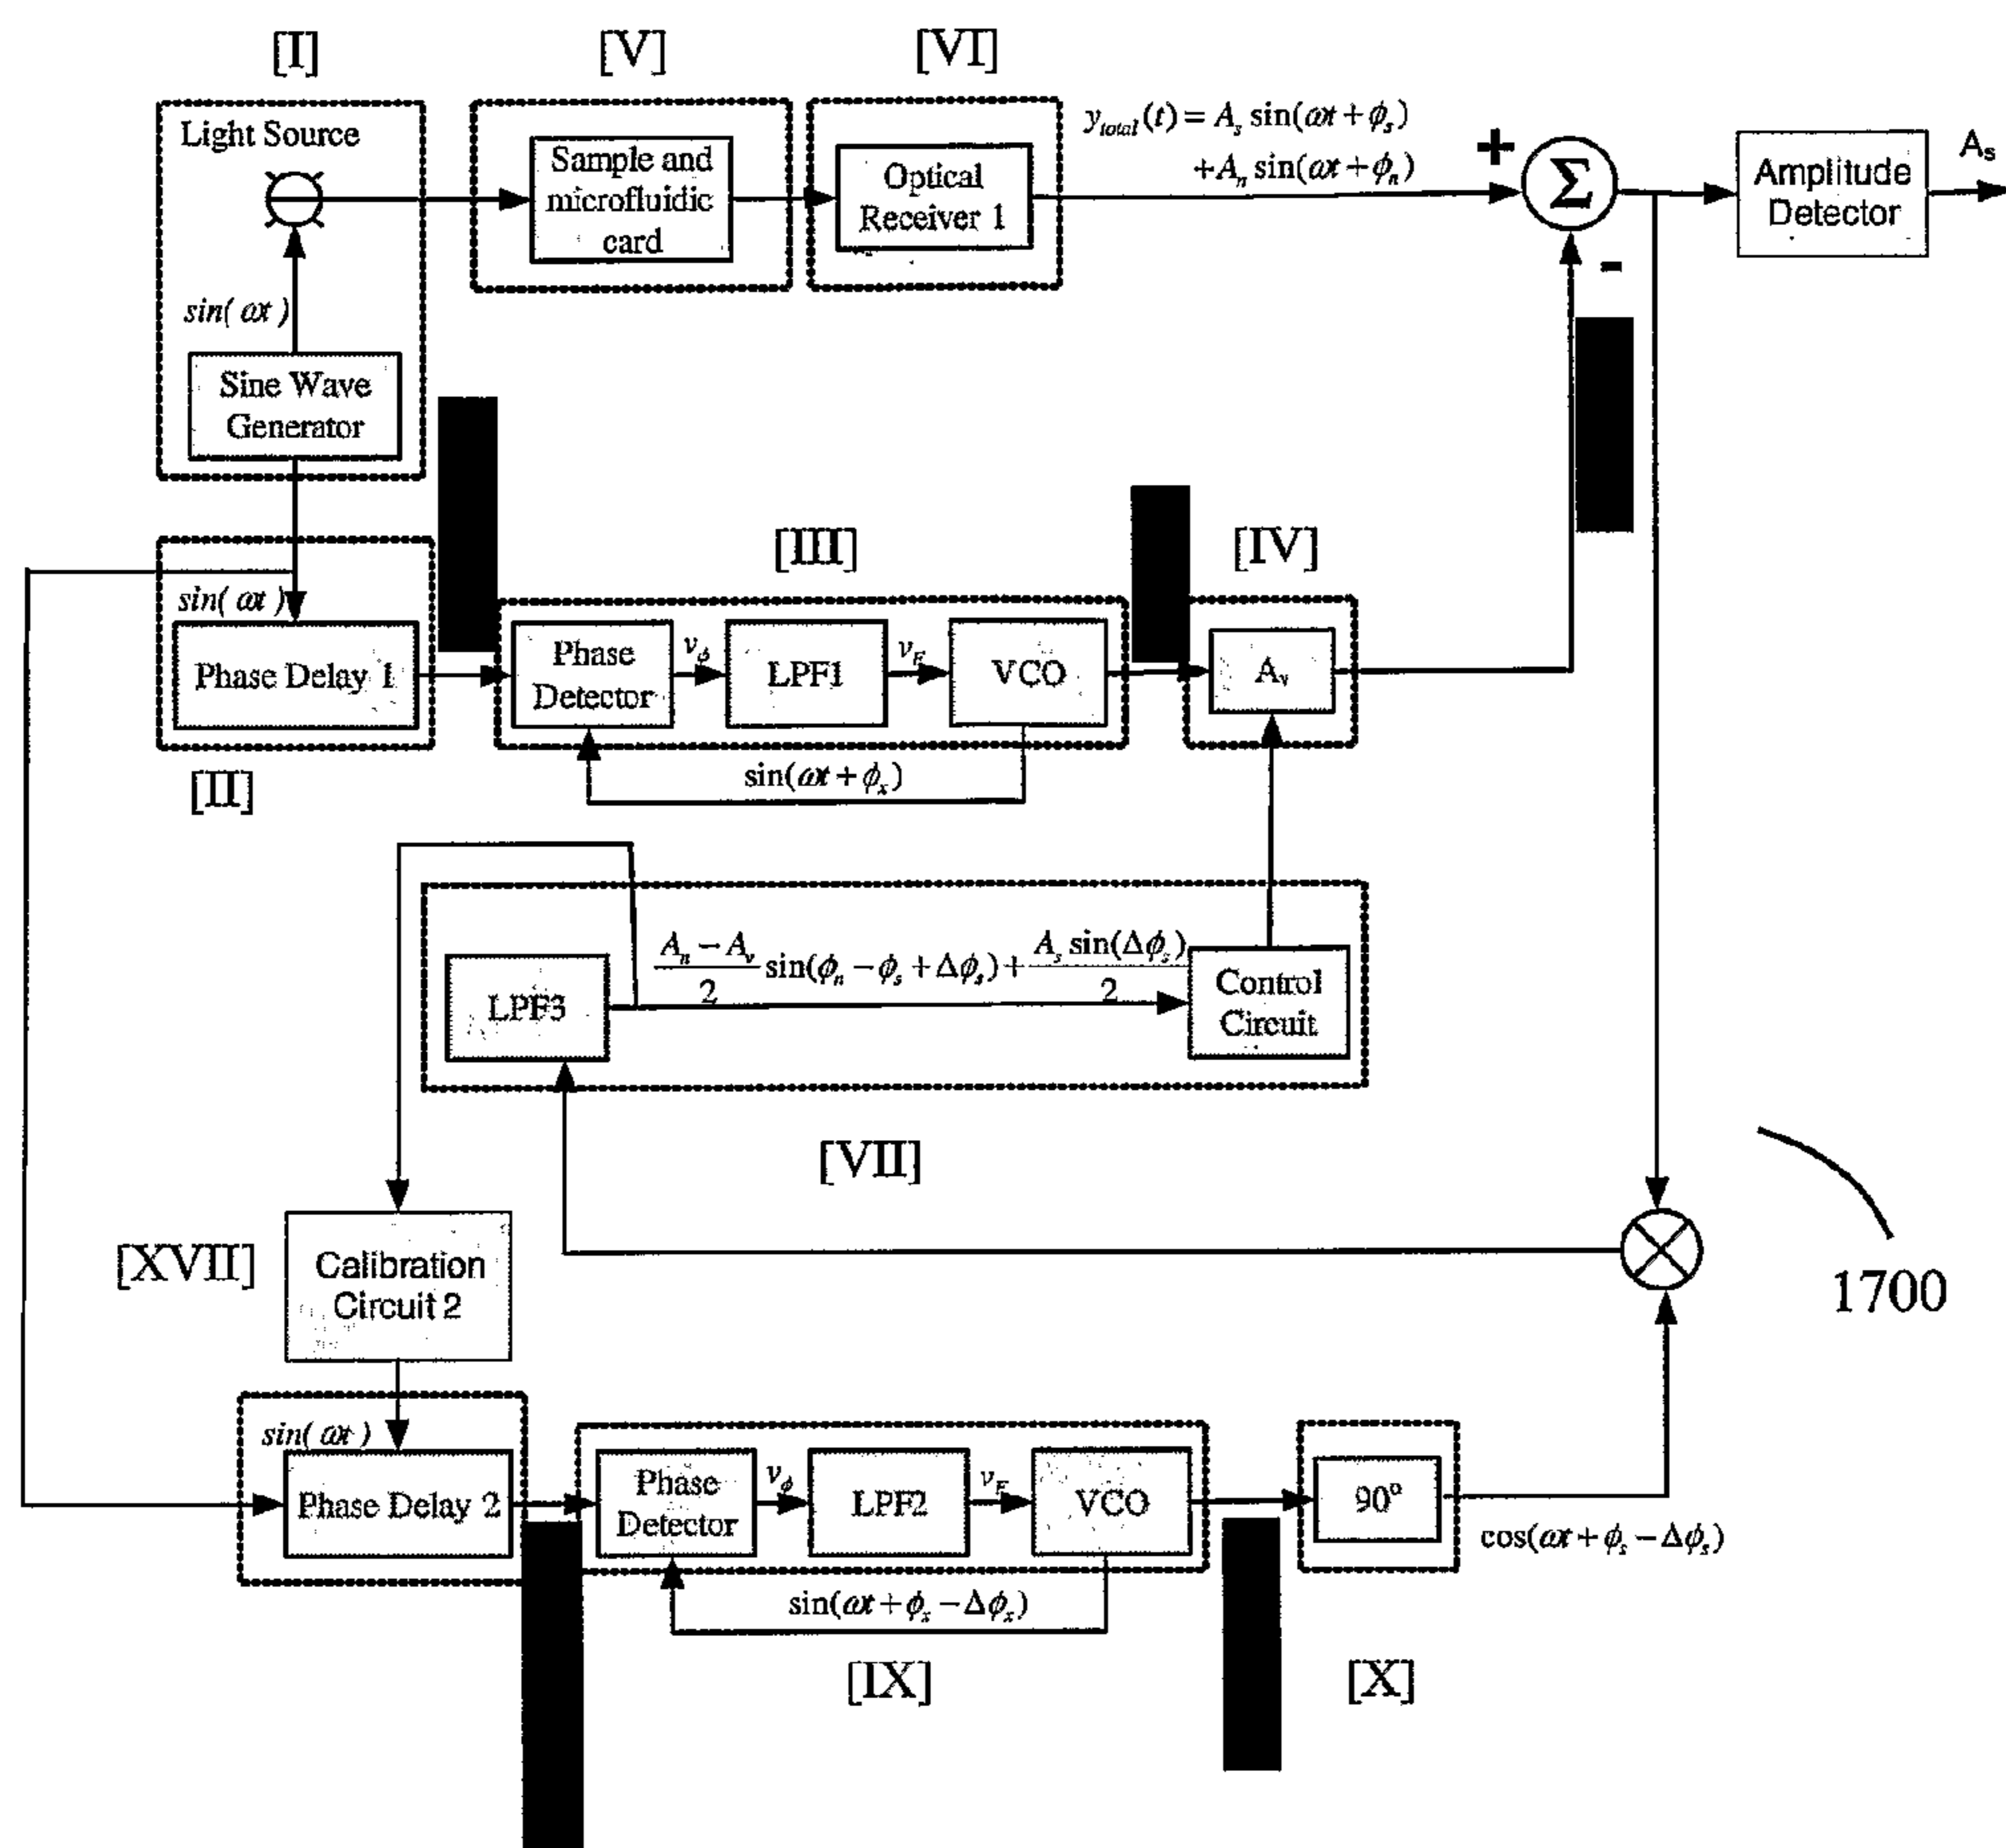 [I]
[V]
[VI]
Light Source
Sample and
microfluidic
card
Optical
Receiver 1
y_total(t) = A_s sin(ωt + ϕ_s)
+A_n sin(ωt + ϕ_n)
+
Σ
-
Amplitude
Detector
A_s
sin( ωt )
Sine Wave
Generator
[III]
[IV]
sin( ωt )
Phase Delay 1
Phase
Detector
v_ϕ
LPF1
v_F
VCO
A_v
[II]
sin(ωt + ϕ_x)
LPF3
A_n − A_v
2
sin(ϕ_n − ϕ_s + Δϕ_s) +
A_s sin(Δϕ_s)
2
Control
Circuit
[VII]
[XVII]
Calibration
Circuit 2
1700
sin( ωt )
Phase Delay 2
Phase
Detector
v_ϕ
LPF2
v_F
VCO
90°
cos(ωt + ϕ_s − Δϕ_s)
sin(ωt + ϕ_x − Δϕ_x)
[IX]
[X]